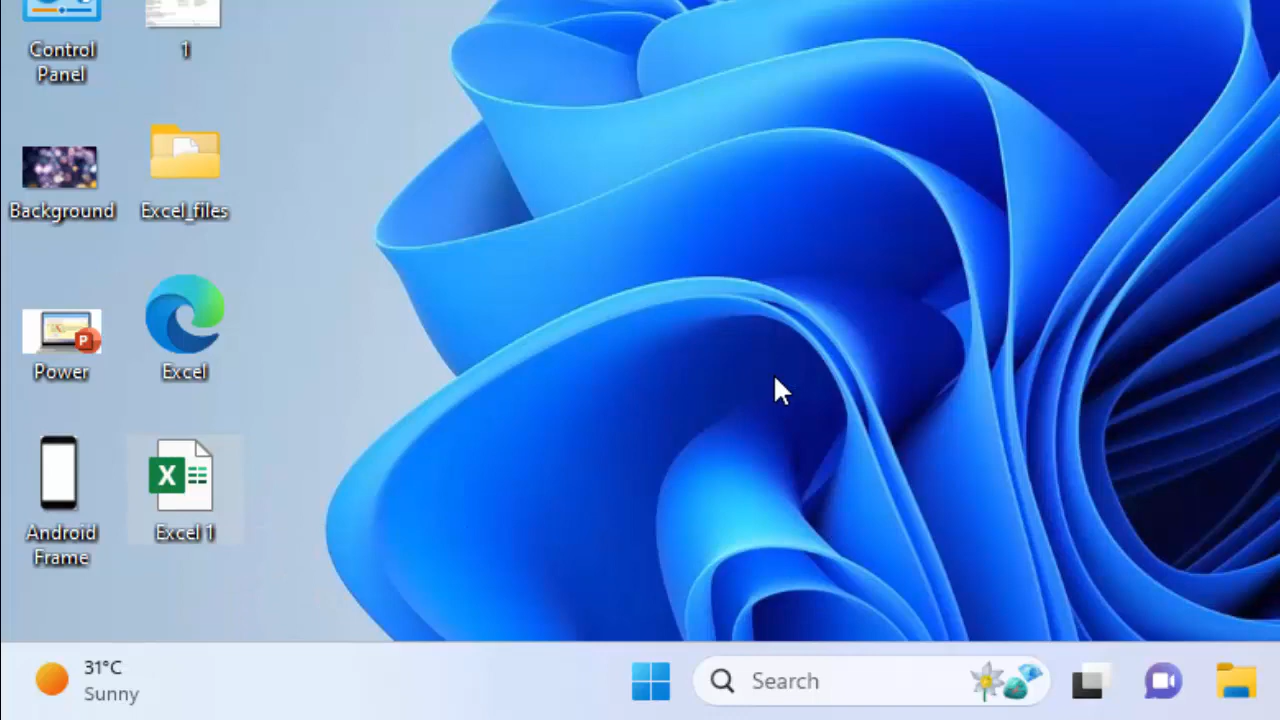 Control
Panel
1
Background
Excel_files
Power
P
Excel
Android
Frame
X
Excel 1
31°C
Sunny
Search